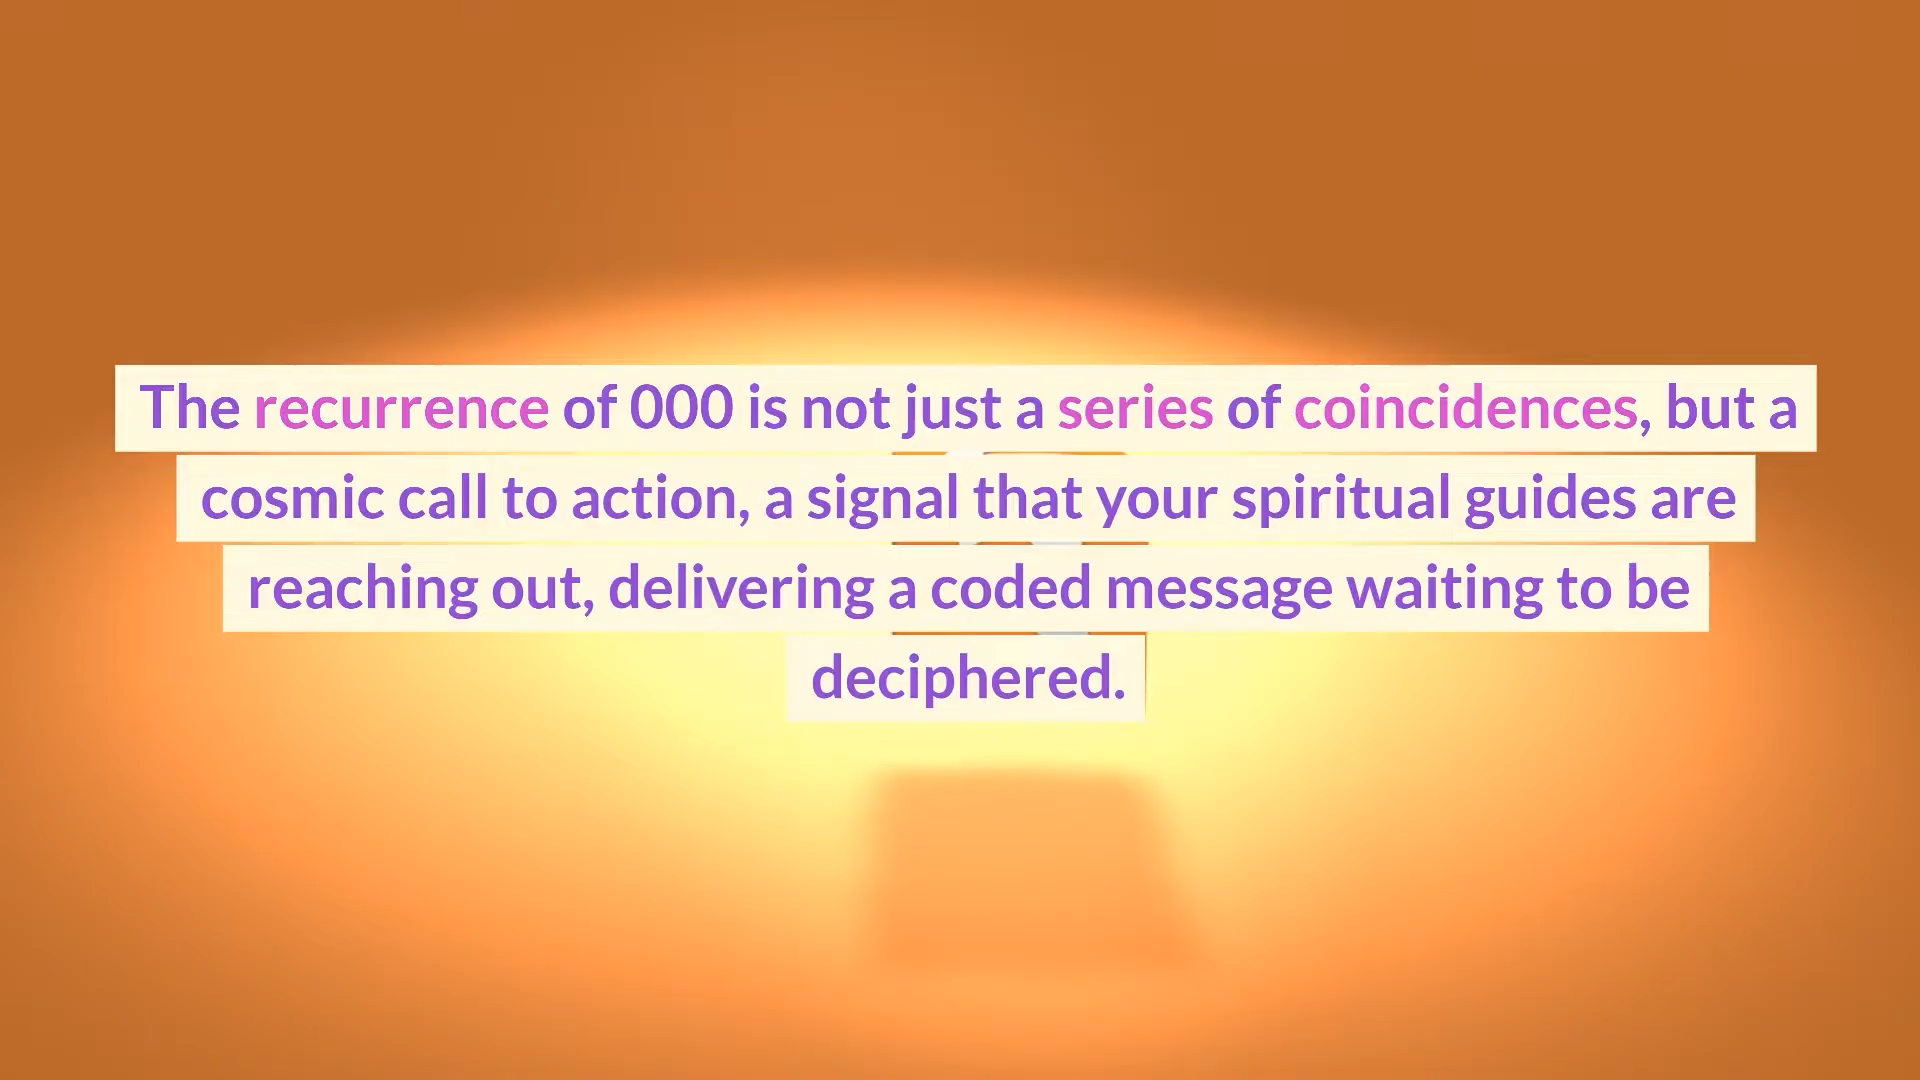 The recurrence of 000 is not just a series of coincidences, but a
cosmic call to action, a signal that your spiritual guides are
reaching out, delivering a coded message waiting to be
deciphered.